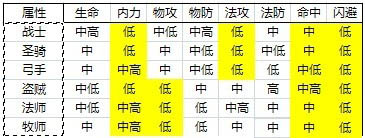 属性 生命 内力 物攻 物防 法攻 法防 命中 闪避
战士 中高 低 中低 中高 低 中 中 低
圣骑 中 低 中 中 低 中低 中 低
弓手 中 中高 中 中低 低 中 中低 低
盗贼 中低 低 低 中 中 高 中高 低
法师 中低 中高 低 低 中高 中 中 低
牧师 中 中高 低 中低 中 中 中 低